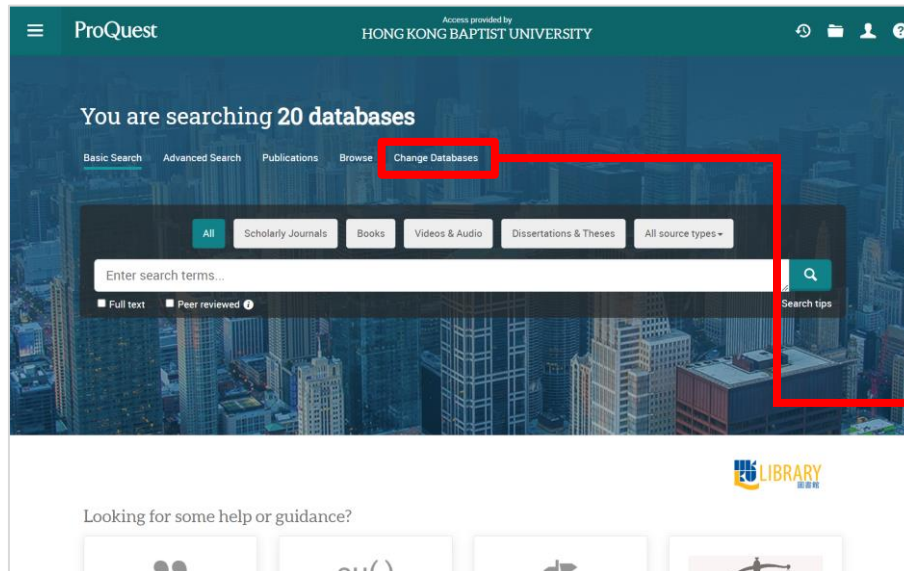 ProQuest
Access provided by
HONG KONG BAPTIST UNIVERSITY
You are searching 20 databases
Basic Search Advanced Search Publications Browse Change Databases
All Scholarly Journals Books Videos & Audio Dissertations & Theses All source types
Enter search terms...
Full text Peer reviewed Search tips
LIBRARY
圖書館
Looking for some help or guidance?